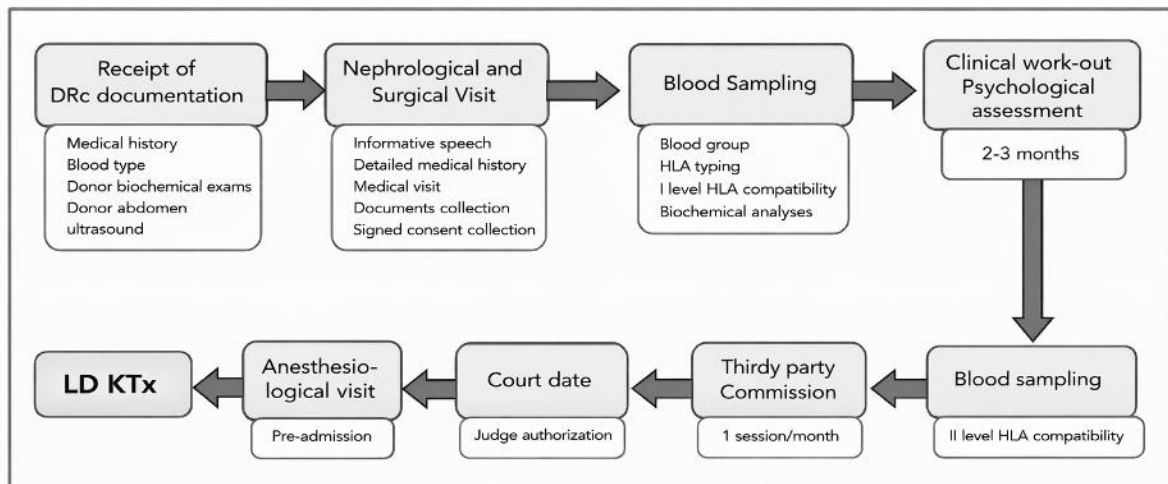 Receipt of
DRc documentation
Medical history
Blood type
Donor biochemical exams
Donor abdomen
ultrasound
Nephrological and
Surgical Visit
Informative speech
Detailed medical history
Medical visit
Documents collection
Signed consent collection
Blood Sampling
Blood group
HLA typing
I level HLA compatibility
Biochemical analyses
Clinical work-out
Psychological
assessment
2-3 months
Blood sampling
II level HLA compatibility
Thirdy party
Commission
1 session/month
Court date
Judge authorization
Anesthesio-
logical visit
Pre-admission
LD KTx